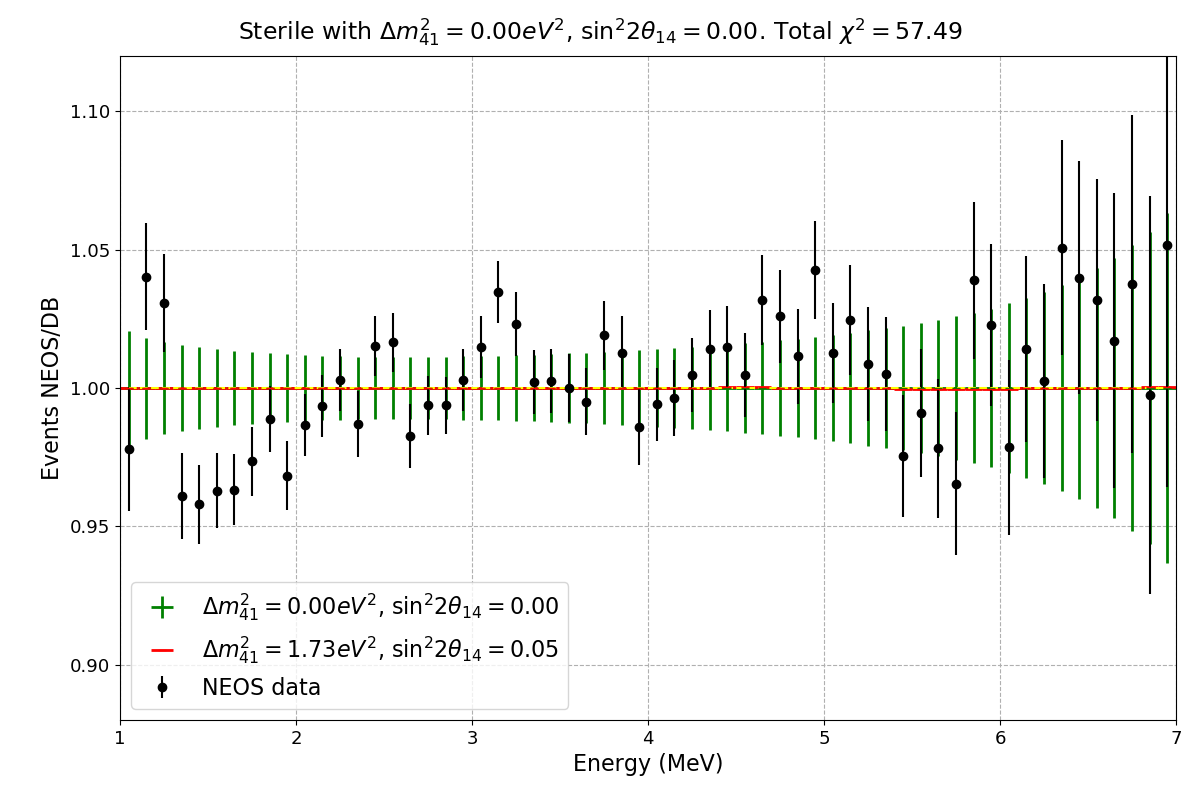 Sterile with Δm²₄₁ = 0.00eV², sin²2θ₁₄ = 0.00. Total χ² = 57.49
1.10
1.05
1.00
0.95
0.90
Events NEOS/DB
Δm²₄₁ = 0.00eV², sin²2θ₁₄ = 0.00
Δm²₄₁ = 1.73eV², sin²2θ₁₄ = 0.05
NEOS data
1 2 3 4 5 6 7
Energy (MeV)